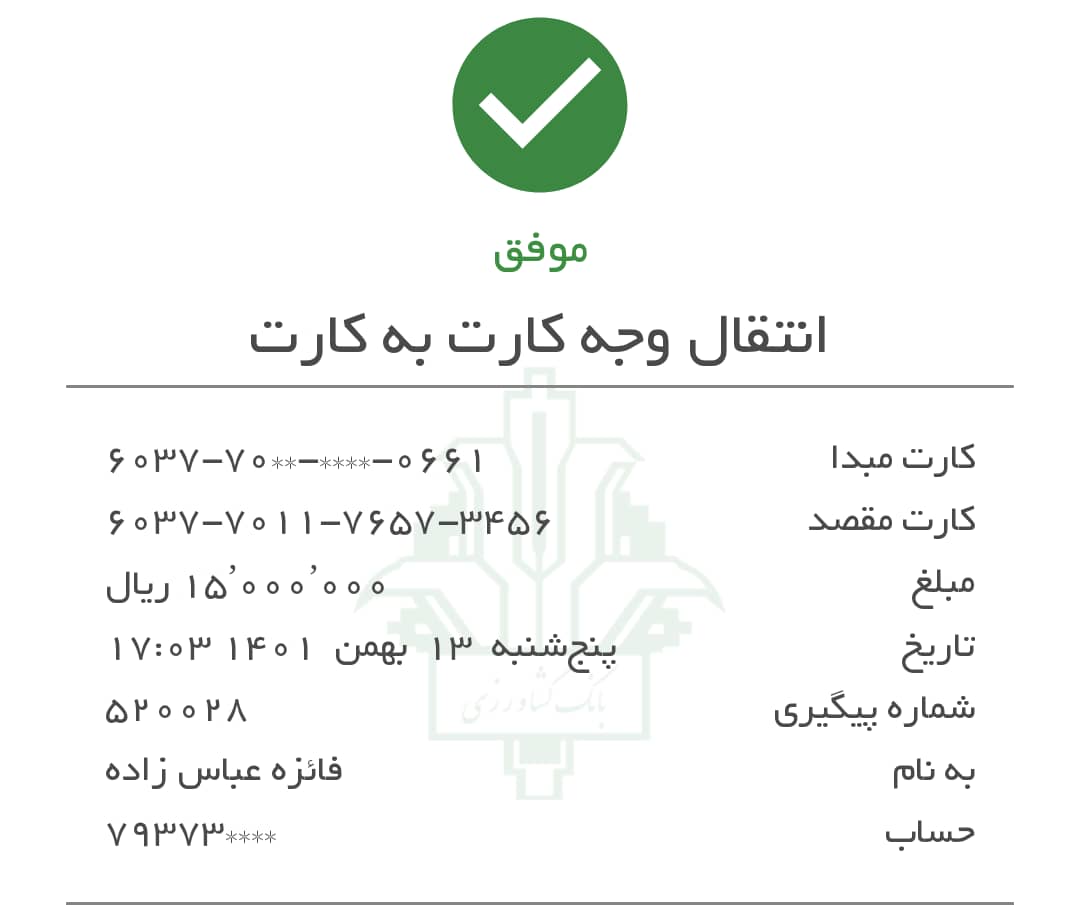 موفق
انتقال وجه کارت به کارت
کارت مبدا ۶۰۳۷-۷۰**-****-۰۶۶۱
کارت مقصد ۶۰۳۷-۷۰۱۱-۷۶۵۷-۳۴۵۶
مبلغ ۱۵٬۰۰۰٬۰۰۰ ریال
تاریخ پنج‌شنبه ۱۳ بهمن ۱۴۰۱ ۱۷:۰۳
شماره پیگیری ۵۲۰۰۲۸
به نام فائزه عباس زاده
حساب ۷۹۳۷۳****
بانک کشاورزی